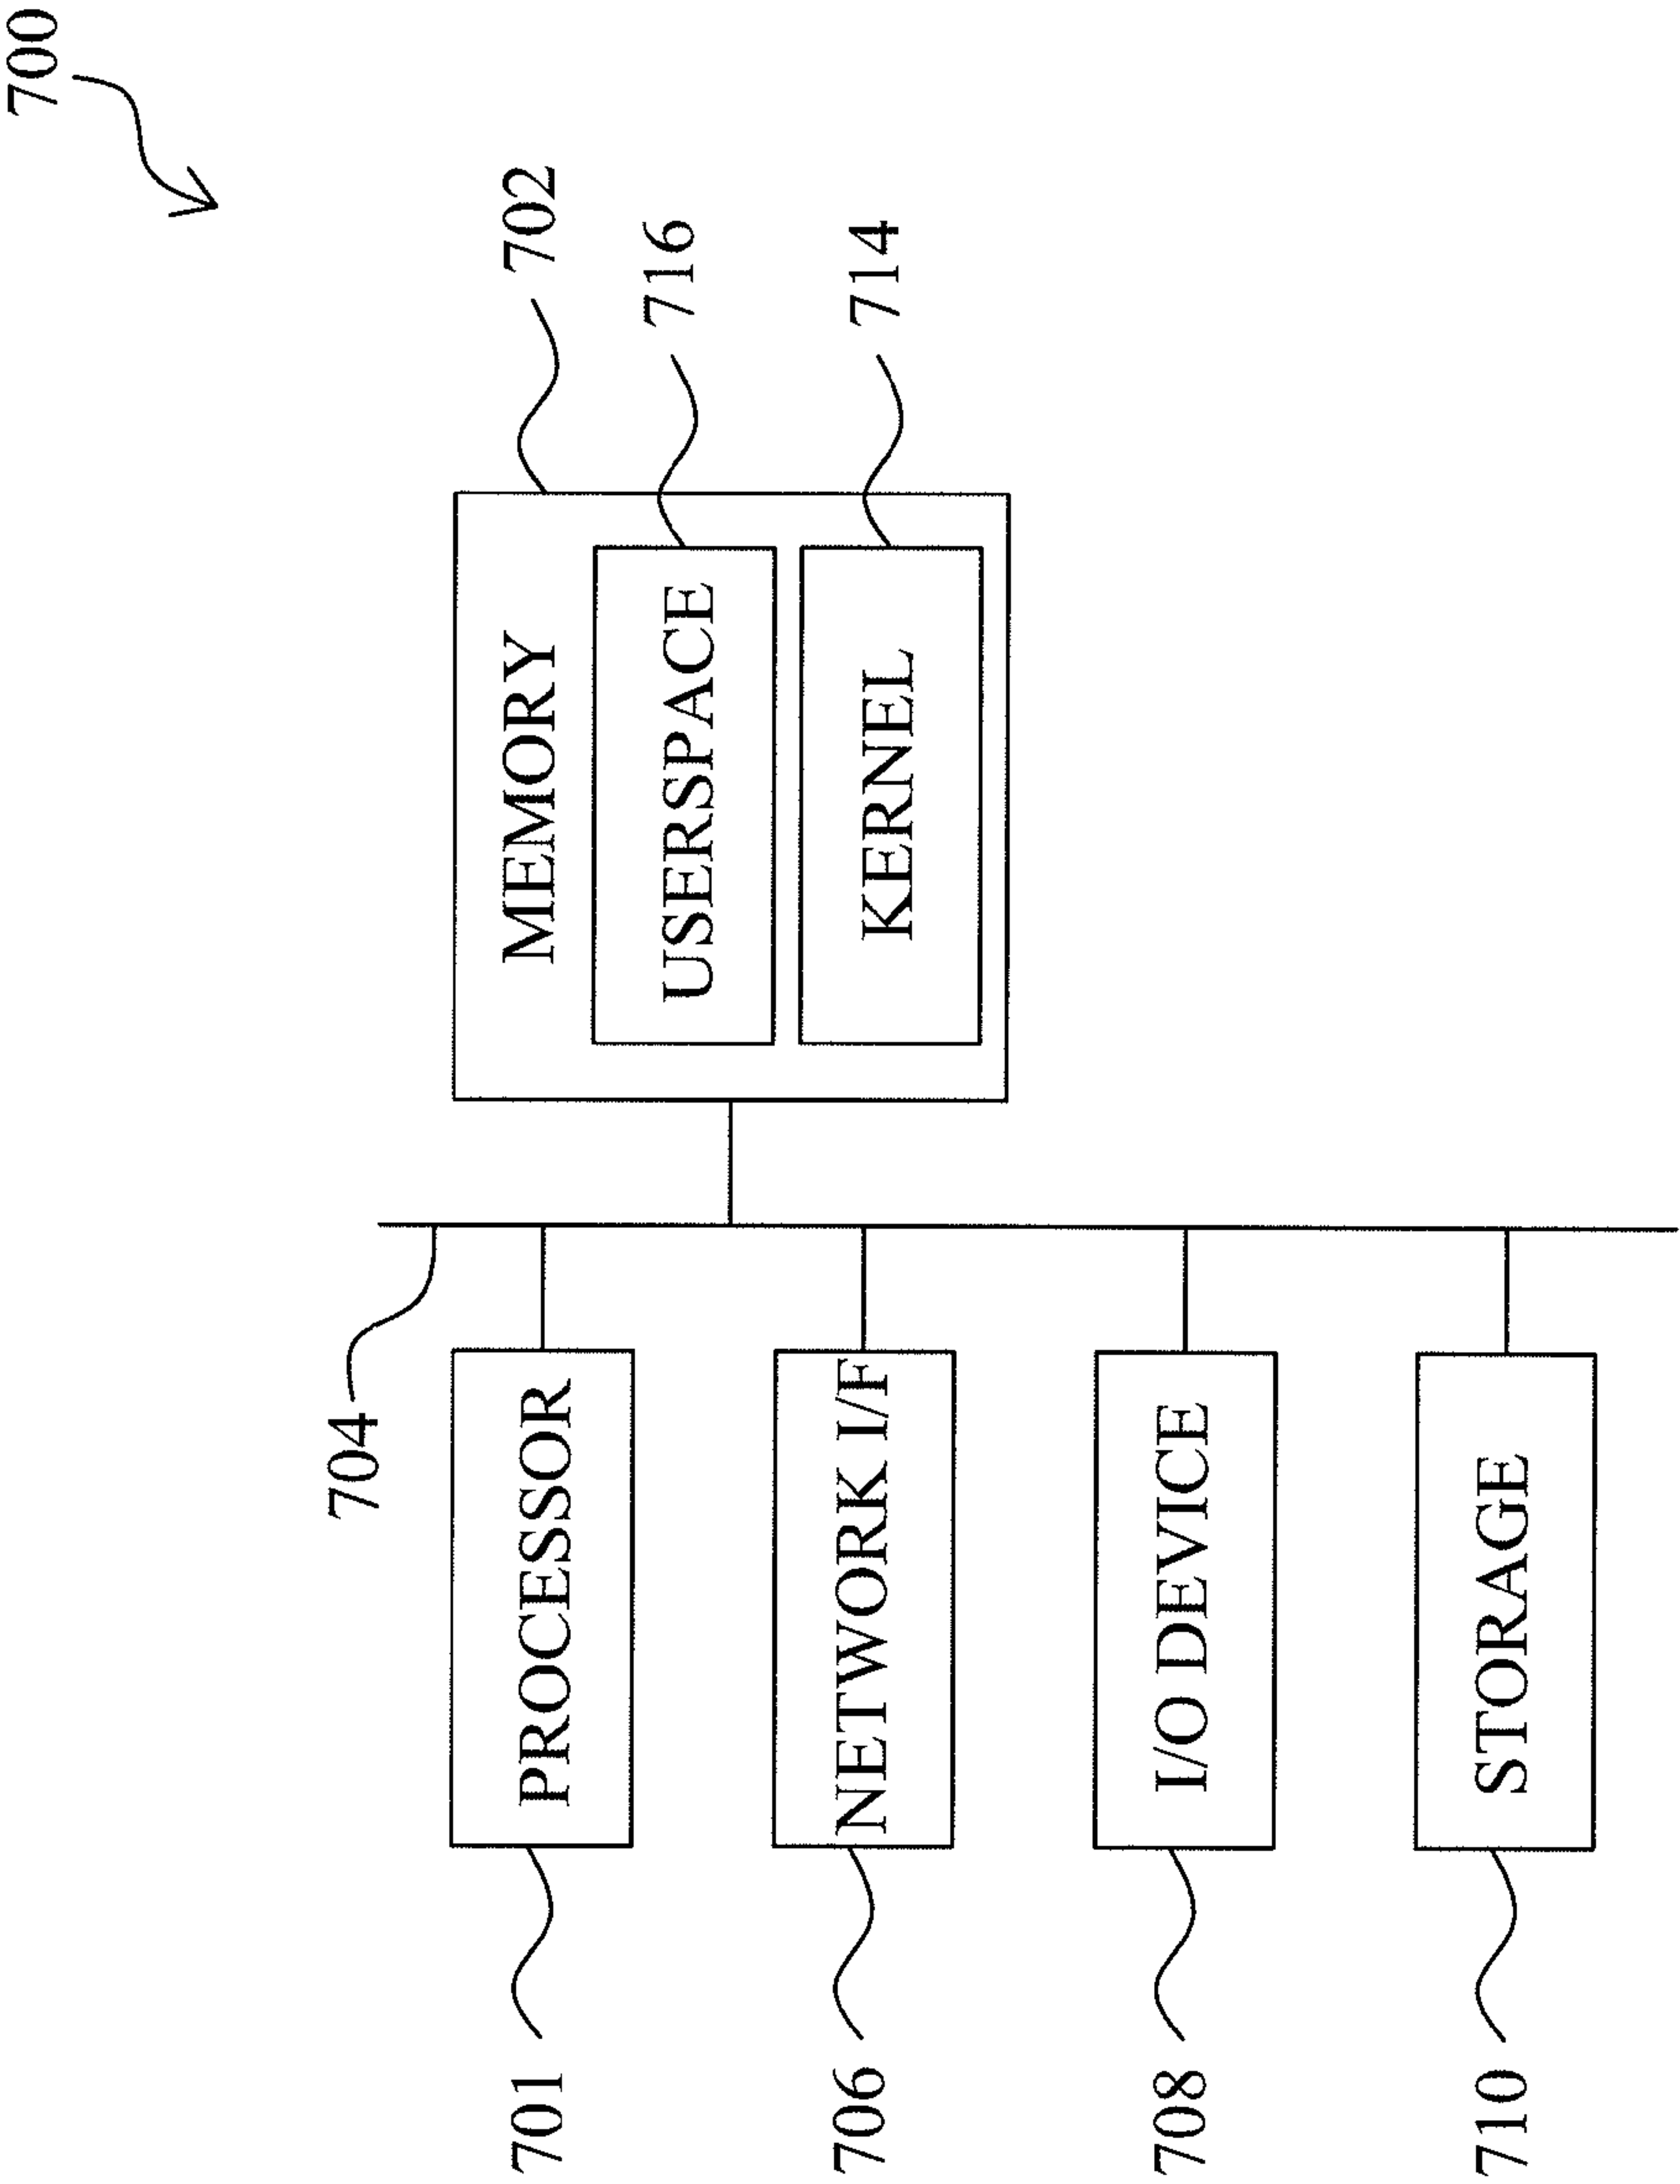 700
704
701
PROCESSOR
706
NETWORK I/F
708
I/O DEVICE
710
STORAGE
MEMORY
702
USERSPACE
716
KERNEL
714